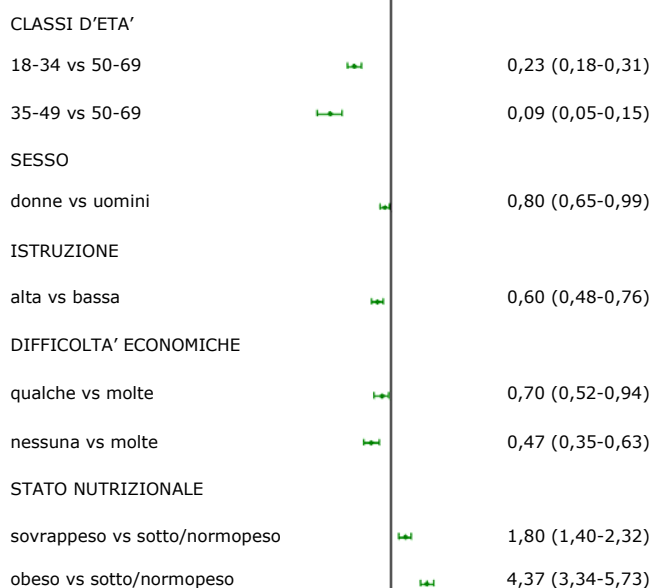 CLASSI D’ETA’
18-34 vs 50-69 0,23 (0,18-0,31)
35-49 vs 50-69 0,09 (0,05-0,15)
SESSO
donne vs uomini 0,80 (0,65-0,99)
ISTRUZIONE
alta vs bassa 0,60 (0,48-0,76)
DIFFICOLTA’ ECONOMICHE
qualche vs molte 0,70 (0,52-0,94)
nessuna vs molte 0,47 (0,35-0,63)
STATO NUTRIZIONALE
sovrappeso vs sotto/normopeso 1,80 (1,40-2,32)
obeso vs sotto/normopeso 4,37 (3,34-5,73)